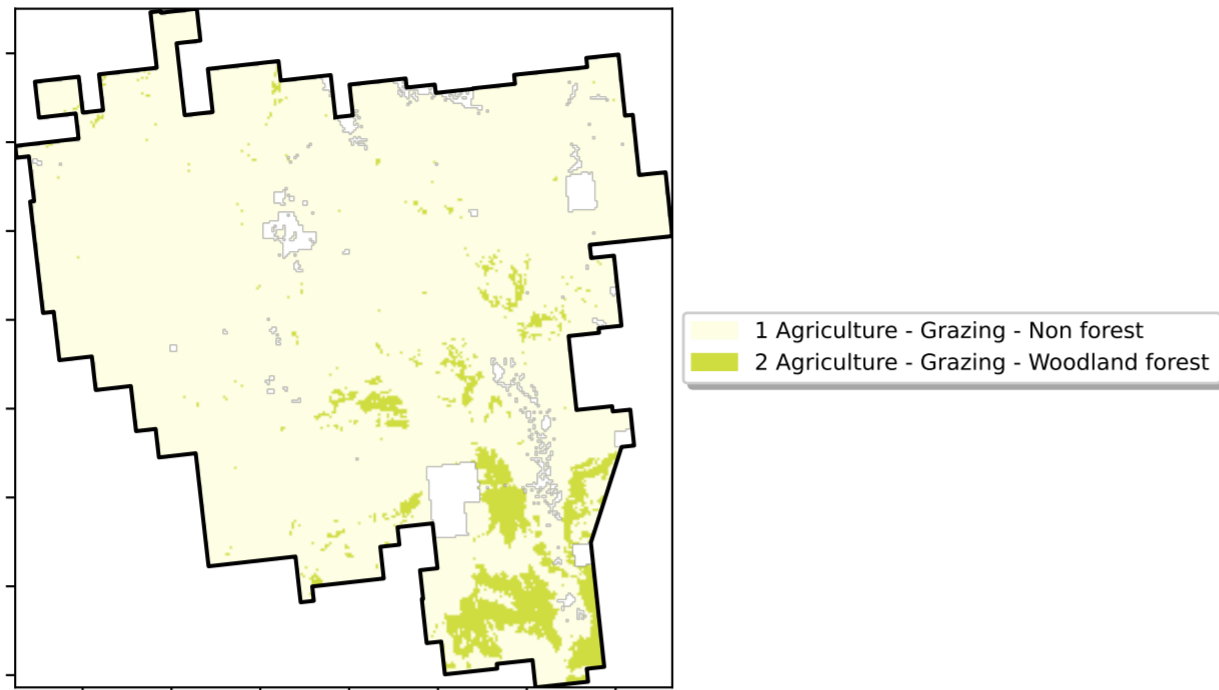 1 Agriculture - Grazing - Non forest
2 Agriculture - Grazing - Woodland forest